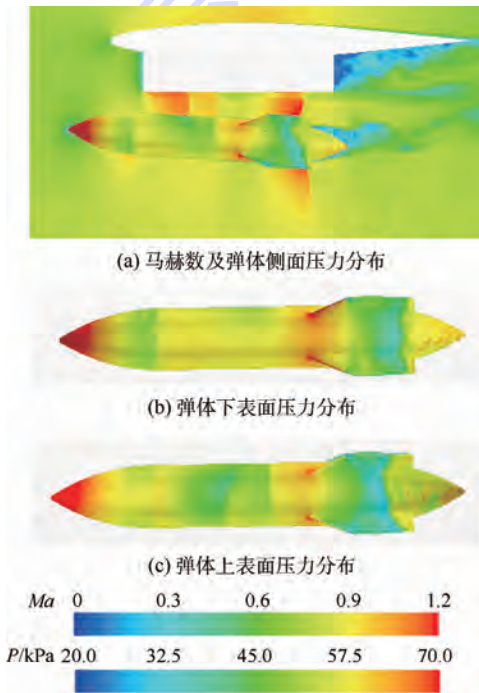 (a) 马赫数及弹体侧面压力分布
(b) 弹体下表面压力分布
(c) 弹体上表面压力分布
Ma 0 0.3 0.6 0.9 1.2
P/kPa 20.0 32.5 45.0 57.5 70.0